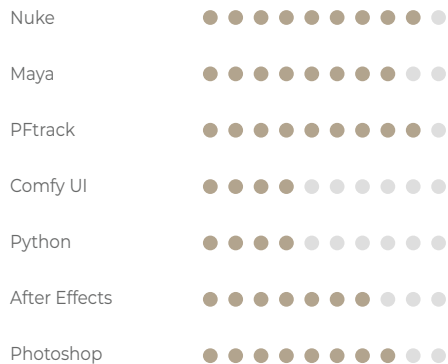 Nuke
Maya
PFtrack
Comfy UI
Python
After Effects
Photoshop